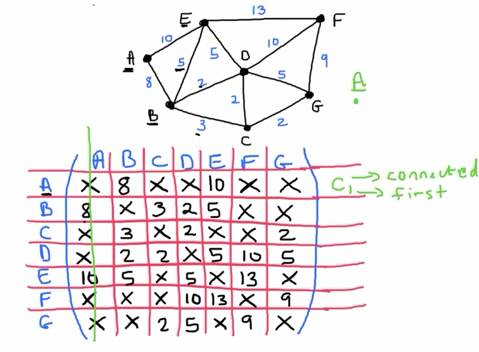 13
E
F
10
5
10
D
A
5
9
8
2
5
A
B
2
G
3
2
C
A B C D E F G
A X 8 X X 10 X X
C1 → connected
→ first
B 8 X 3 2 5 X X
C X 3 X 2 X X 2
D X 2 2 X 5 10 5
E 10 5 X 5 X 13 X
F X X X 10 13 X 9
G X X 2 5 X 9 X